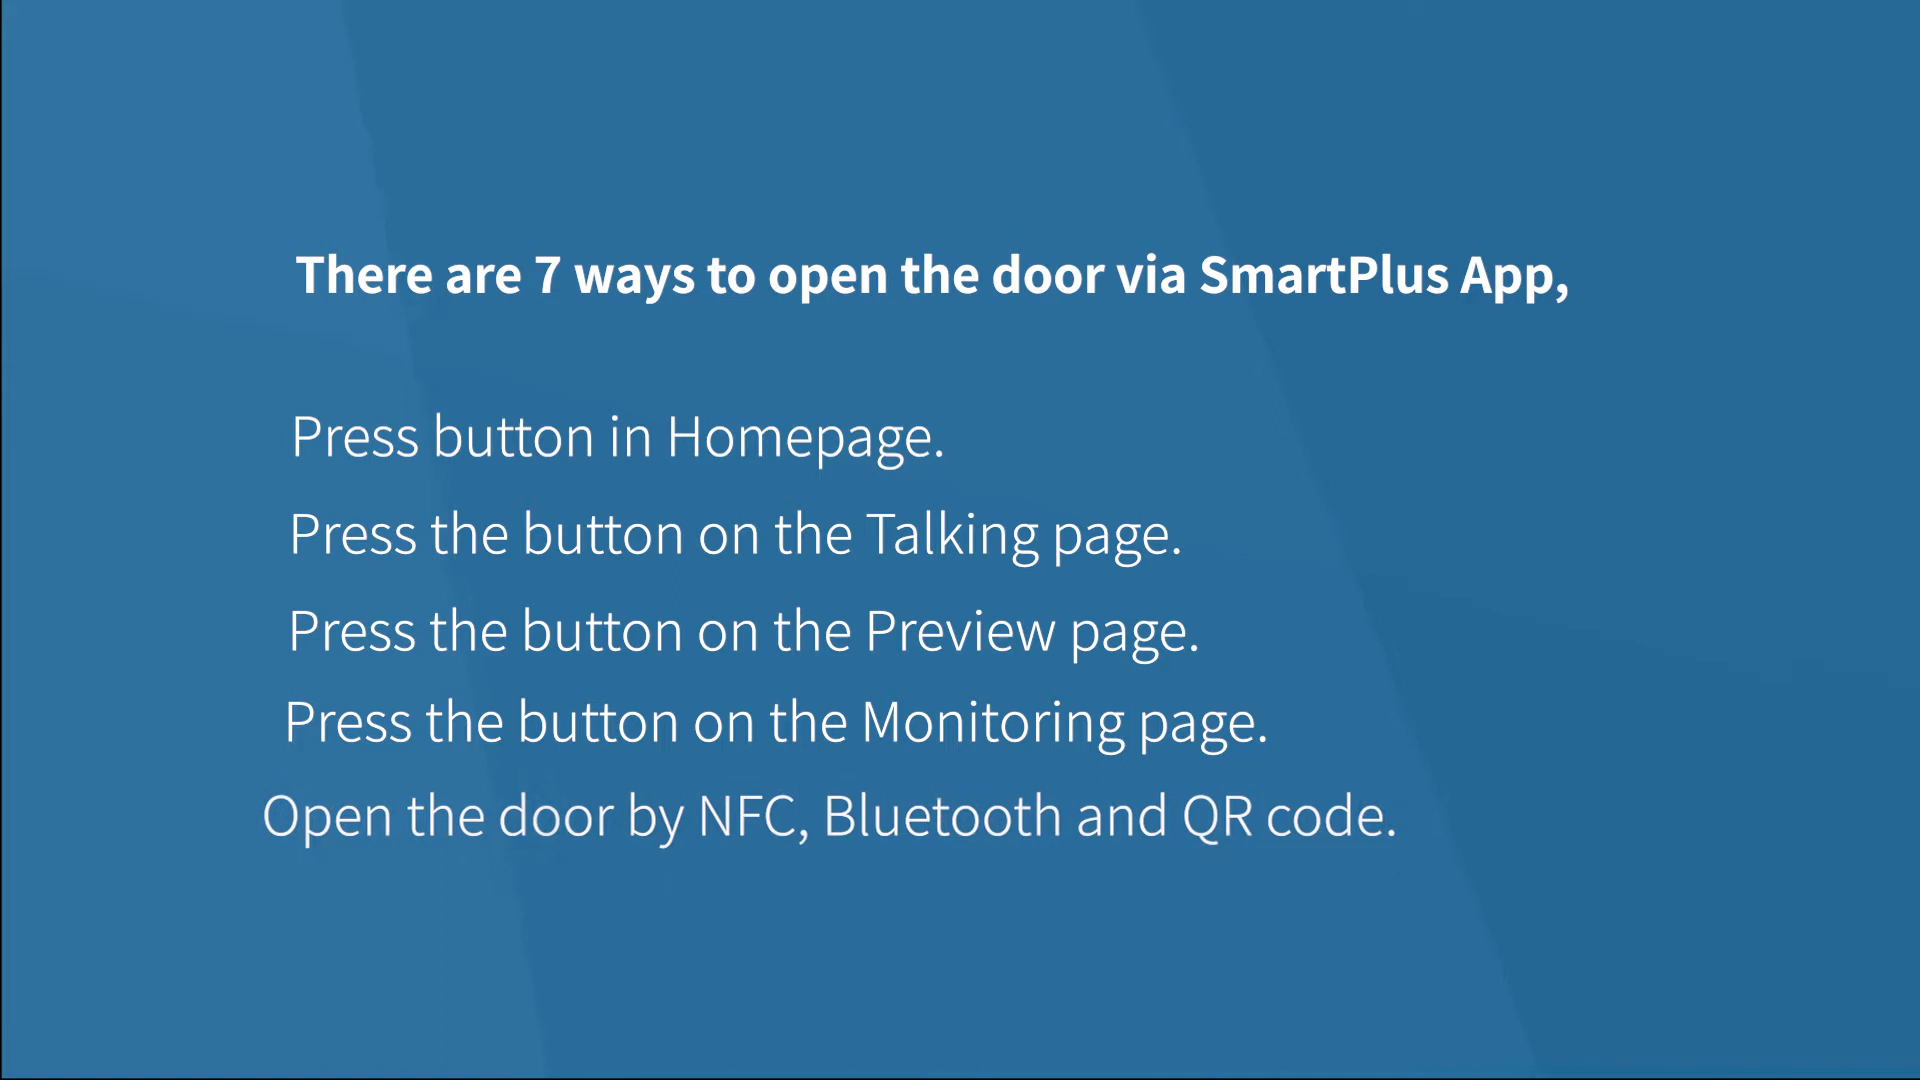 There are 7 ways to open the door via SmartPlus App,
Press button in Homepage.
Press the button on the Talking page.
Press the button on the Preview page.
Press the button on the Monitoring page.
Open the door by NFC, Bluetooth and QR code.